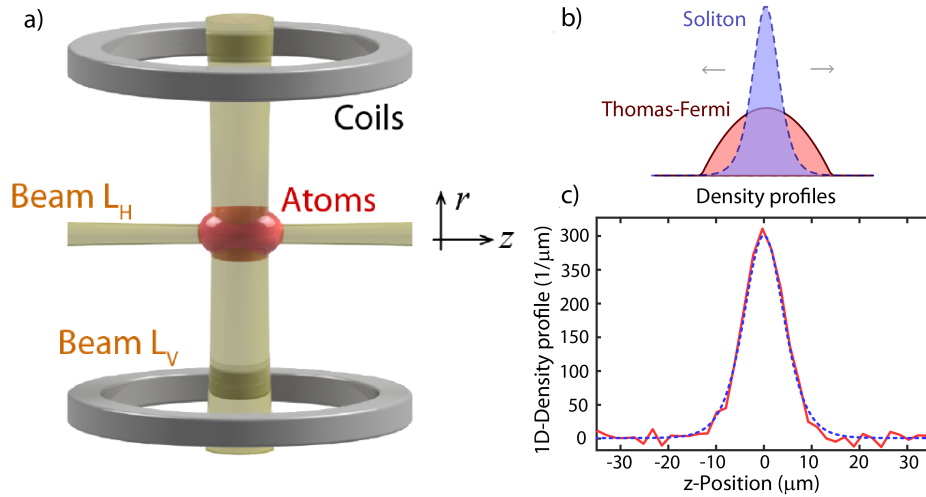 a)
Coils
Beam L_H
Atoms
r
z
Beam L_V
b)
Soliton
Thomas-Fermi
Density profiles
c)
1D-Density profile (1/μm)
300
300
200
150
100
50
0
-30 -20 -10 0 10 20 30
z-Position (μm)